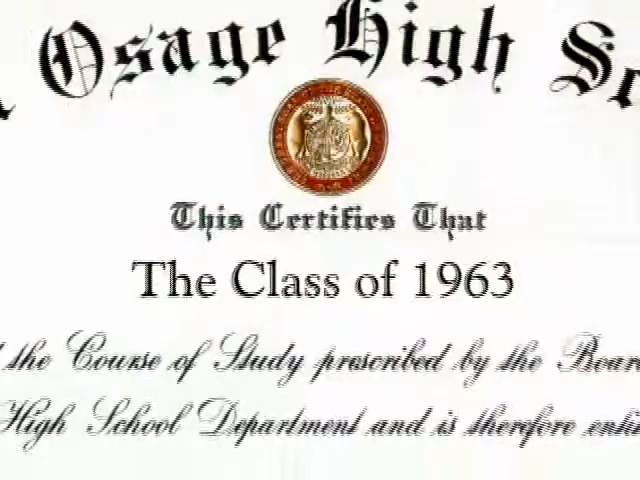 Osage High
This Certifies That
The Class of 1963
the Course of Study prescribed by the
High School Department and is therefore